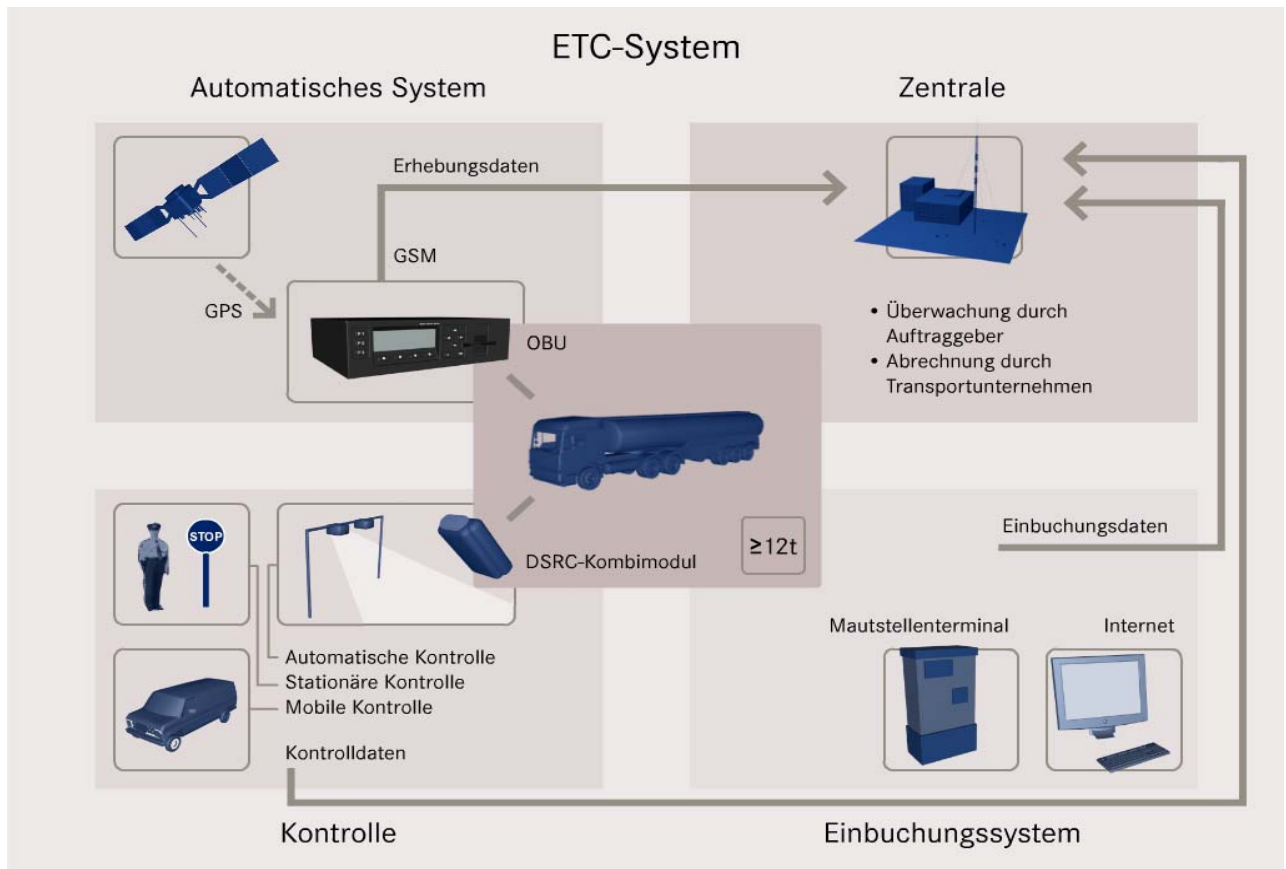 ETC-System
Automatisches System
Zentrale
Erhebungsdaten
GSM
GPS
OBU
• Überwachung durch
Auftraggeber
• Abrechnung durch
Transportunternehmen
STOP
DSRC-Kombimodul
≥12t
Einbuchungsdaten
Mautstellenterminal
Internet
Automatische Kontrolle
Stationäre Kontrolle
Mobile Kontrolle
Kontrolldaten
Kontrolle
Einbuchungssystem